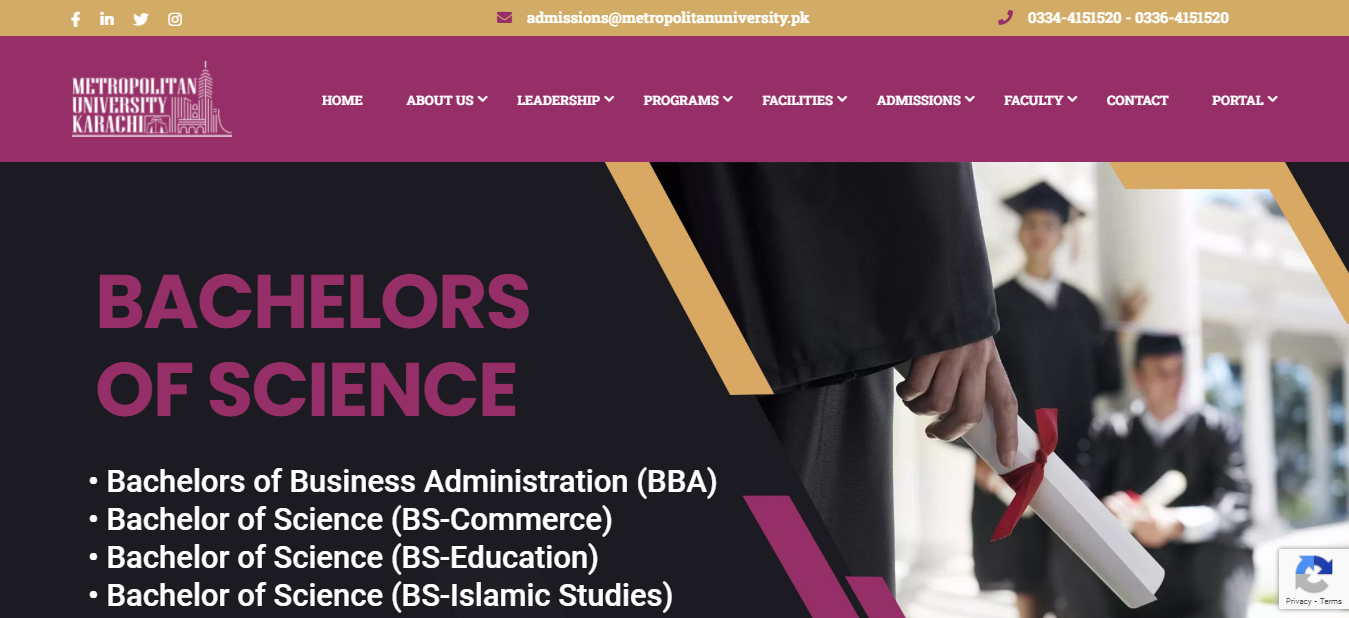 admissions@metropolitanuniversity.pk
0334-4151520 - 0336-4151520
METROPOLITAN
UNIVERSITY
KARACHI
HOME
ABOUT US
LEADERSHIP
PROGRAMS
FACILITIES
ADMISSIONS
FACULTY
CONTACT
PORTAL
BACHELORS
OF SCIENCE
• Bachelors of Business Administration (BBA)
• Bachelor of Science (BS-Commerce)
• Bachelor of Science (BS-Education)
• Bachelor of Science (BS-Islamic Studies)
Privacy - Terms